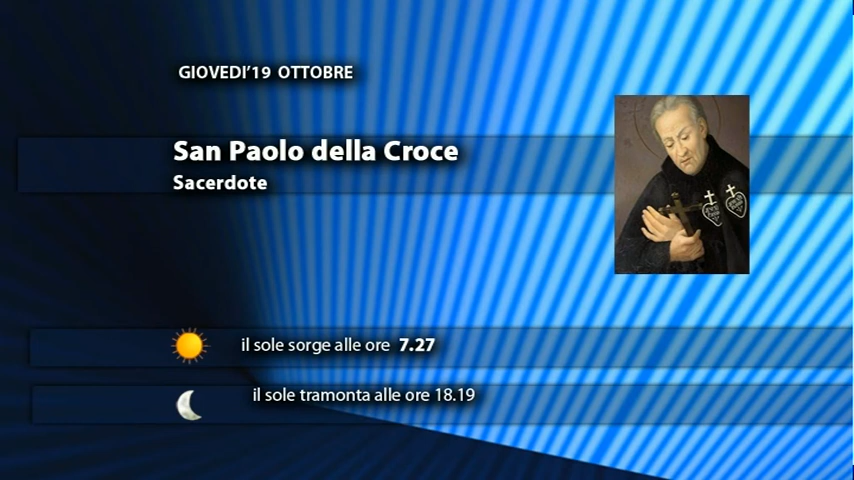 GIOVEDI'19 OTTOBRE
San Paolo della Croce
Sacerdote
il sole sorge alle ore 7.27
il sole tramonta alle ore 18.19